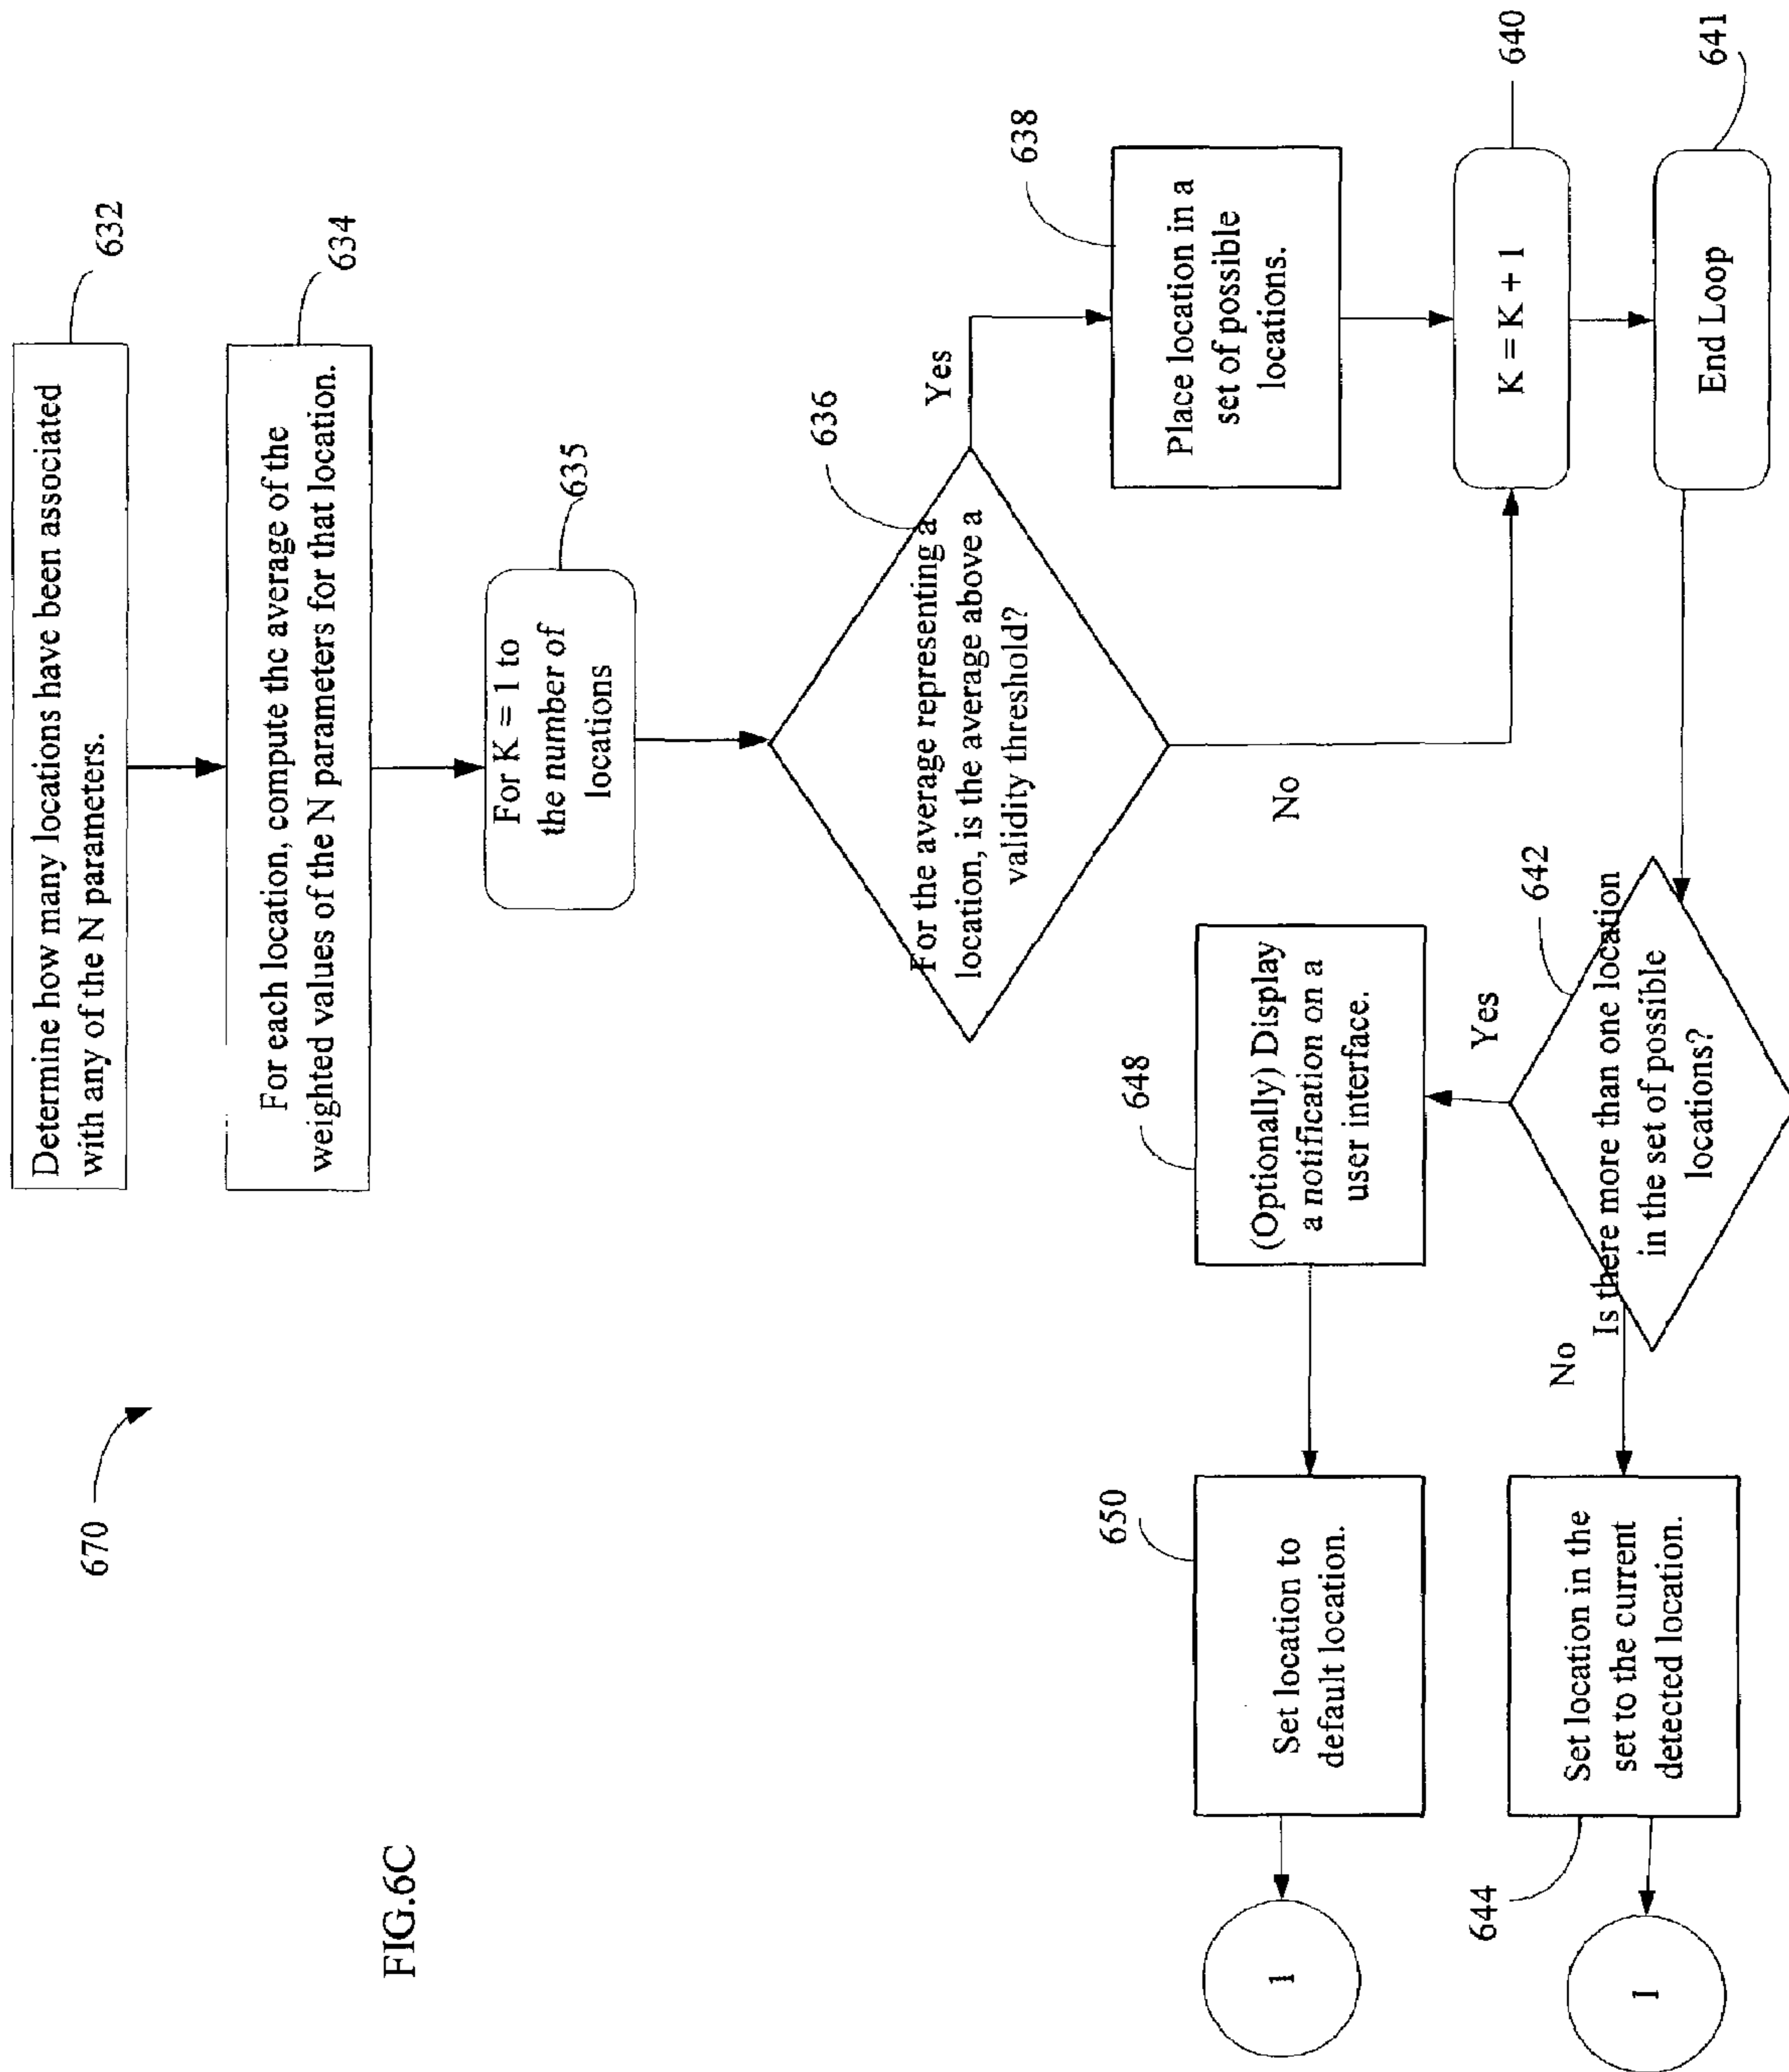 Determine how many locations have been associated
with any of the N parameters.
632
For each location, compute the average of the
weighted values of the N parameters for that location.
634
For K = 1 to
the number of
locations
635
For the average representing a
location, is the average above a
validity threshold?
636
Yes
No
Place location in a
set of possible
locations.
638
K = K + 1
640
End Loop
641
Is there more than one location
in the set of possible
locations?
642
Yes
No
(Optionally) Display
a notification on a
user interface.
648
Set location to
default location.
650
Set location in the
set to the current
detected location.
644
1
1
670
FIG.6C